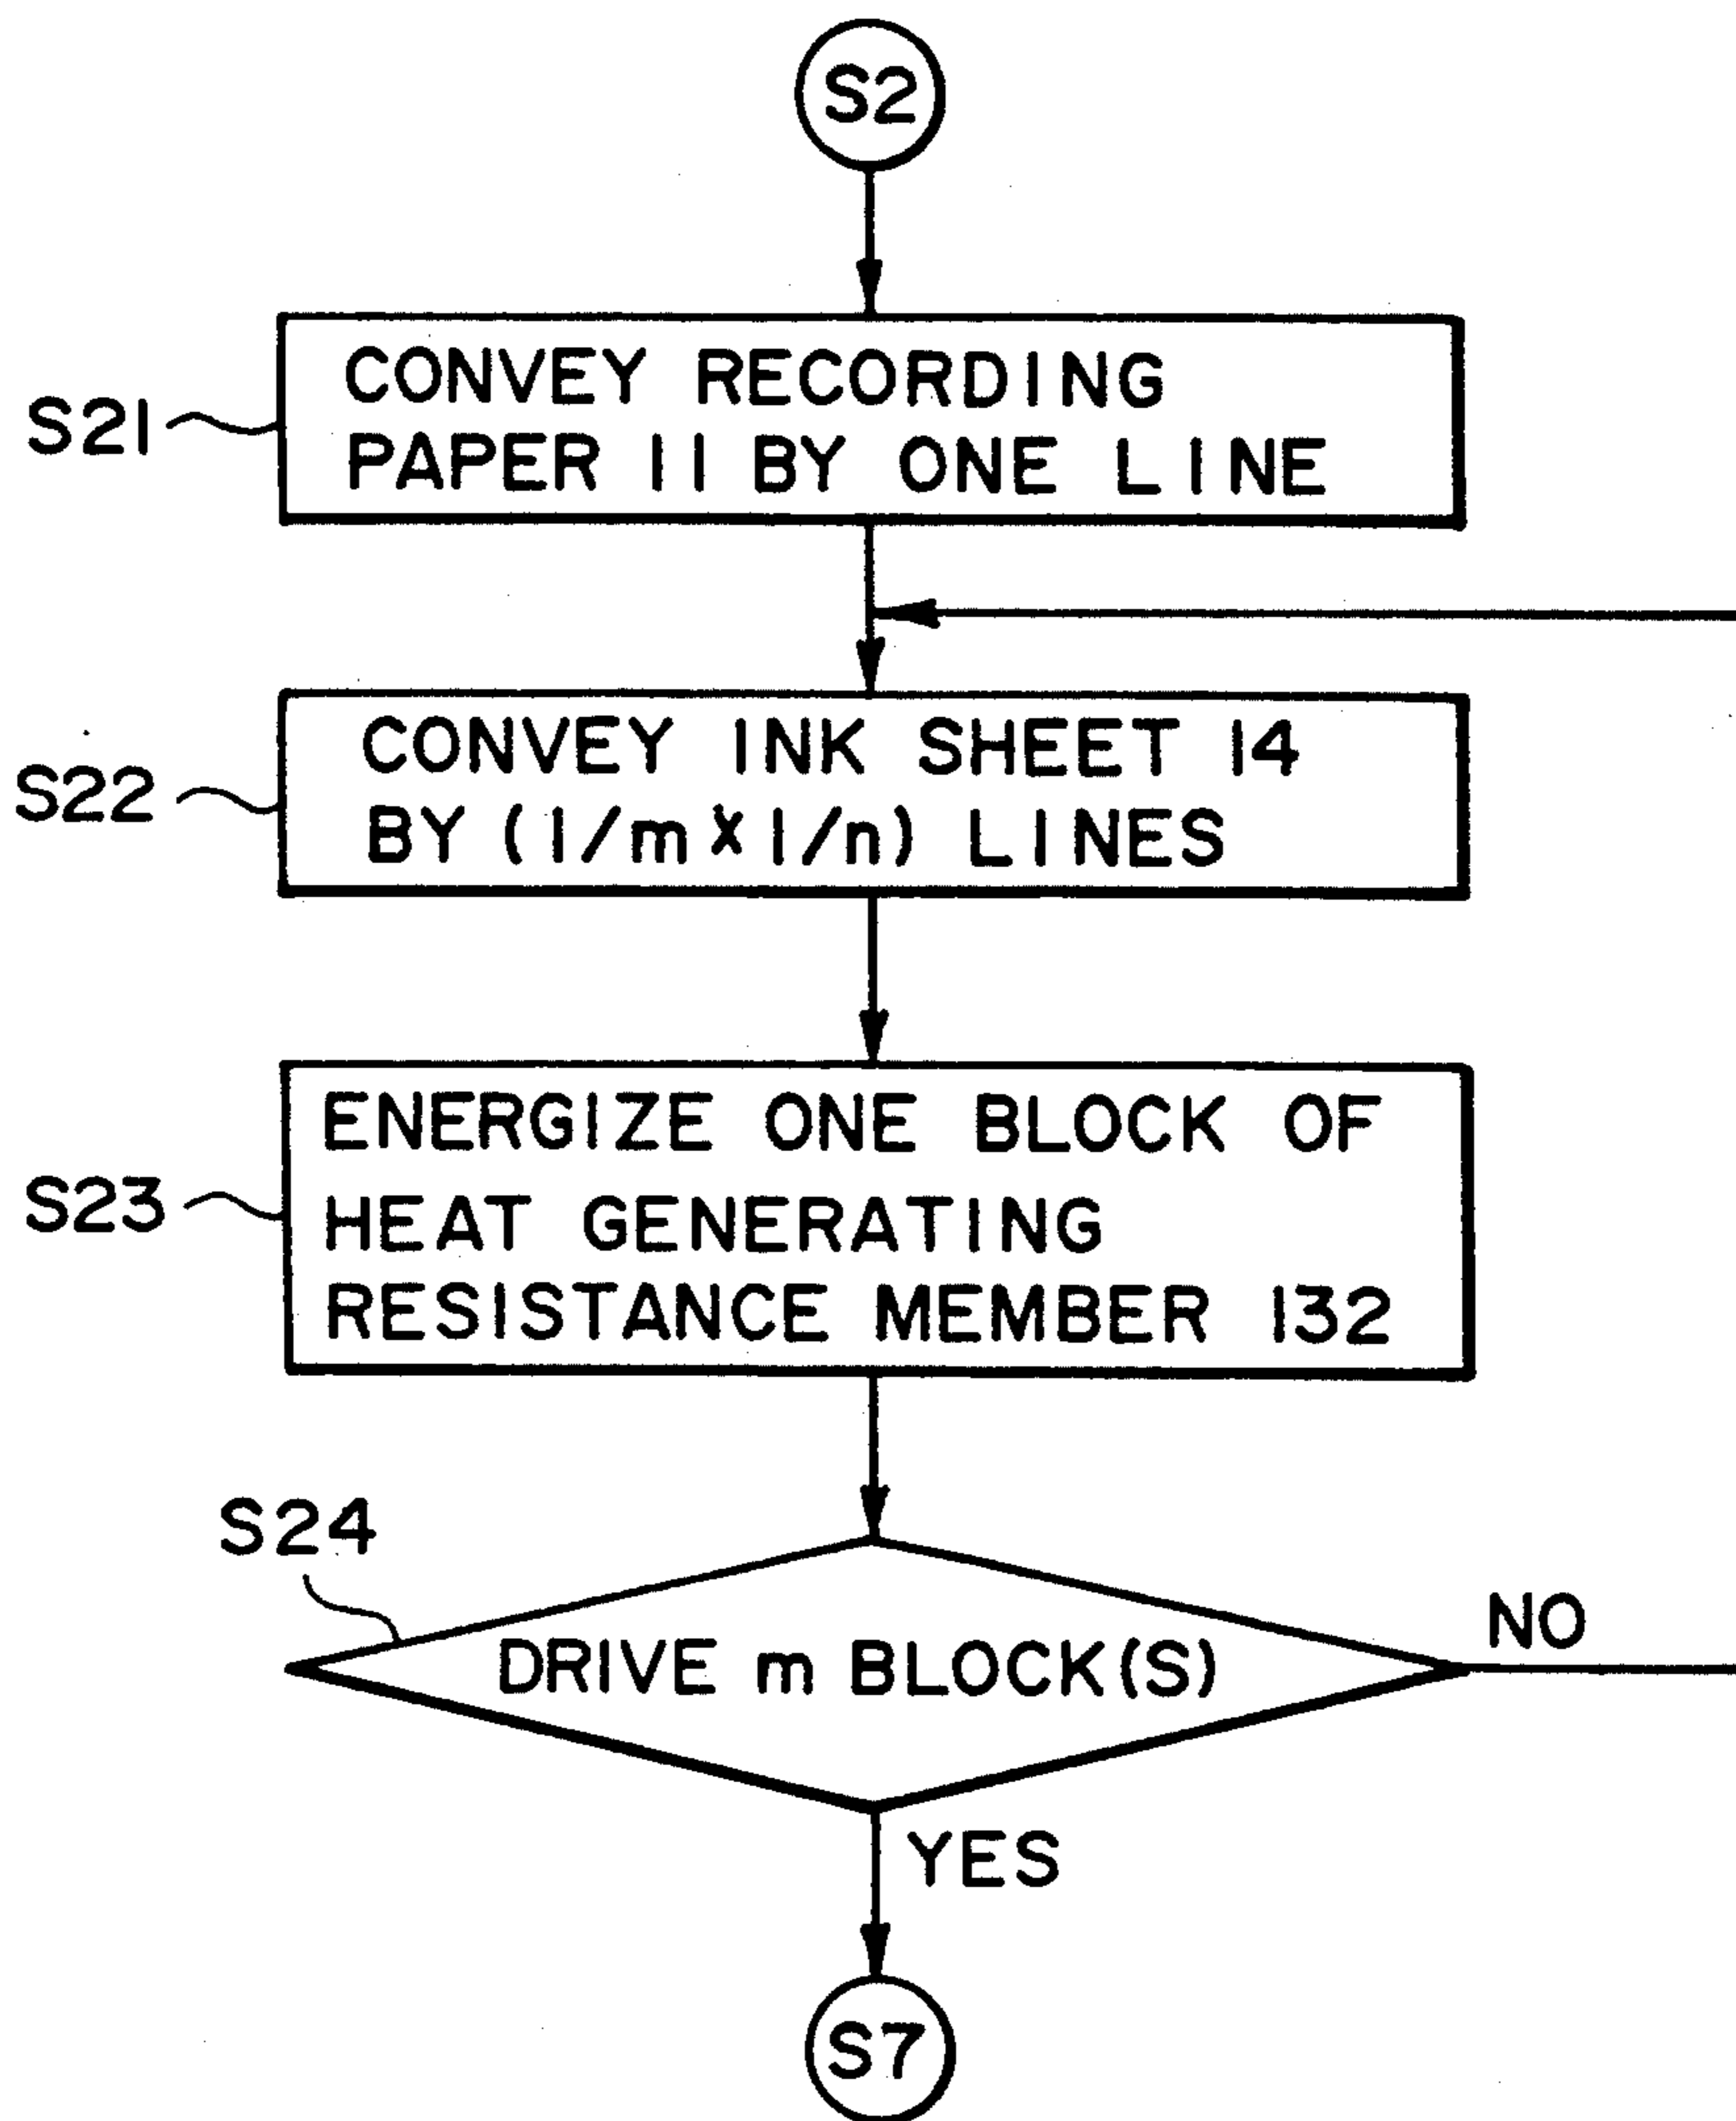 S2
S21
CONVEY RECORDING
PAPER 11 BY ONE LINE
S22
CONVEY INK SHEET 14
BY (1/m x 1/n) LINES
S23
ENERGIZE ONE BLOCK OF
HEAT GENERATING
RESISTANCE MEMBER 132
S24
DRIVE m BLOCK(S)
NO
YES
S7